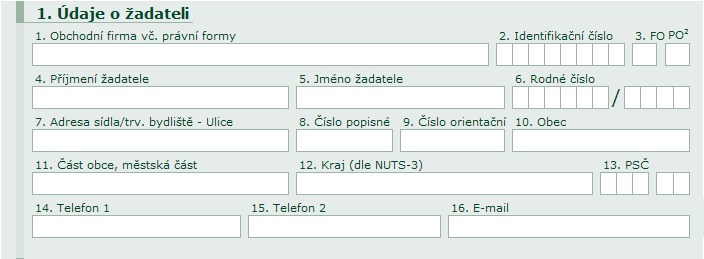 1. Údaje o žadateli
1. Obchodní firma vč. právní formy 2. Identifikační číslo 3. FO PO²
4. Příjmení žadatele 5. Jméno žadatele 6. Rodné číslo
/
7. Adresa sídla/trv. bydliště - Ulice 8. Číslo popisné 9. Číslo orientační 10. Obec
11. Část obce, městská část 12. Kraj (dle NUTS-3) 13. PSČ
14. Telefon 1 15. Telefon 2 16. E-mail